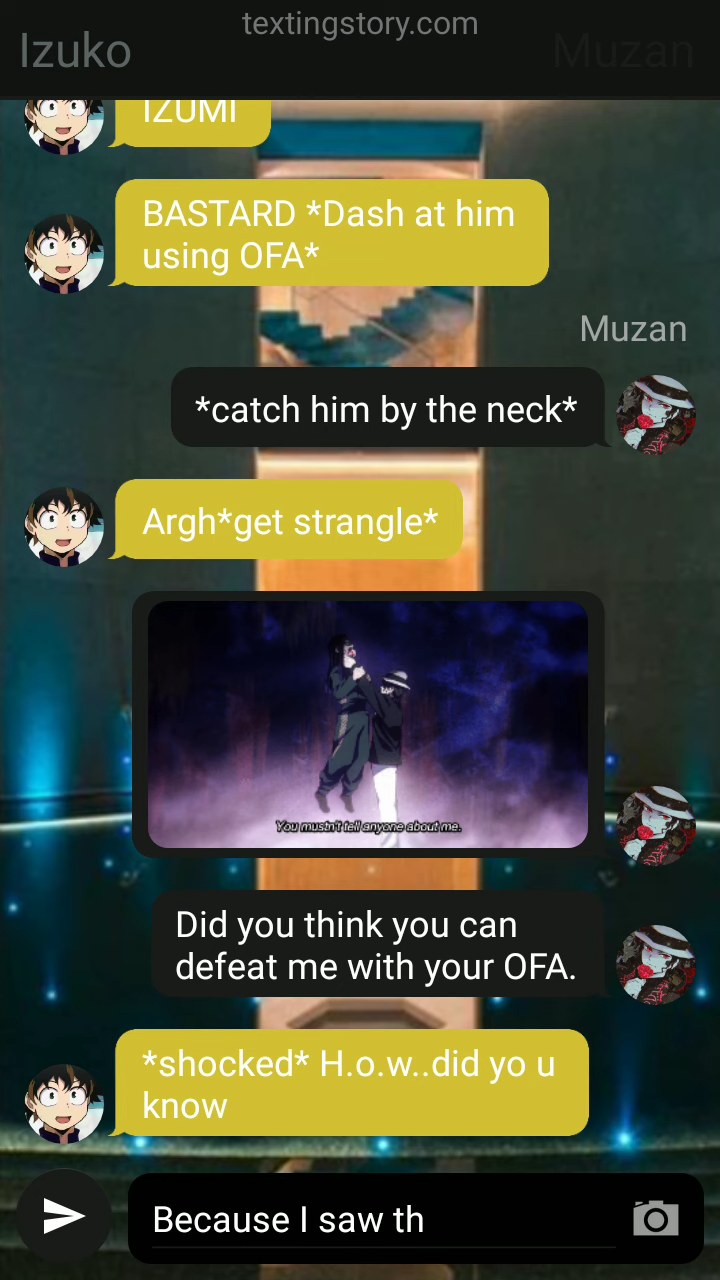 textingstory.com
Izuko
Muzan
IZUMI
BASTARD *Dash at him
using OFA*
Muzan
*catch him by the neck*
Argh*get strangle*
You mustn't tell anyone about me.
Did you think you can
defeat me with your OFA.
*shocked* H.o.w..did yo u
know
Because I saw th